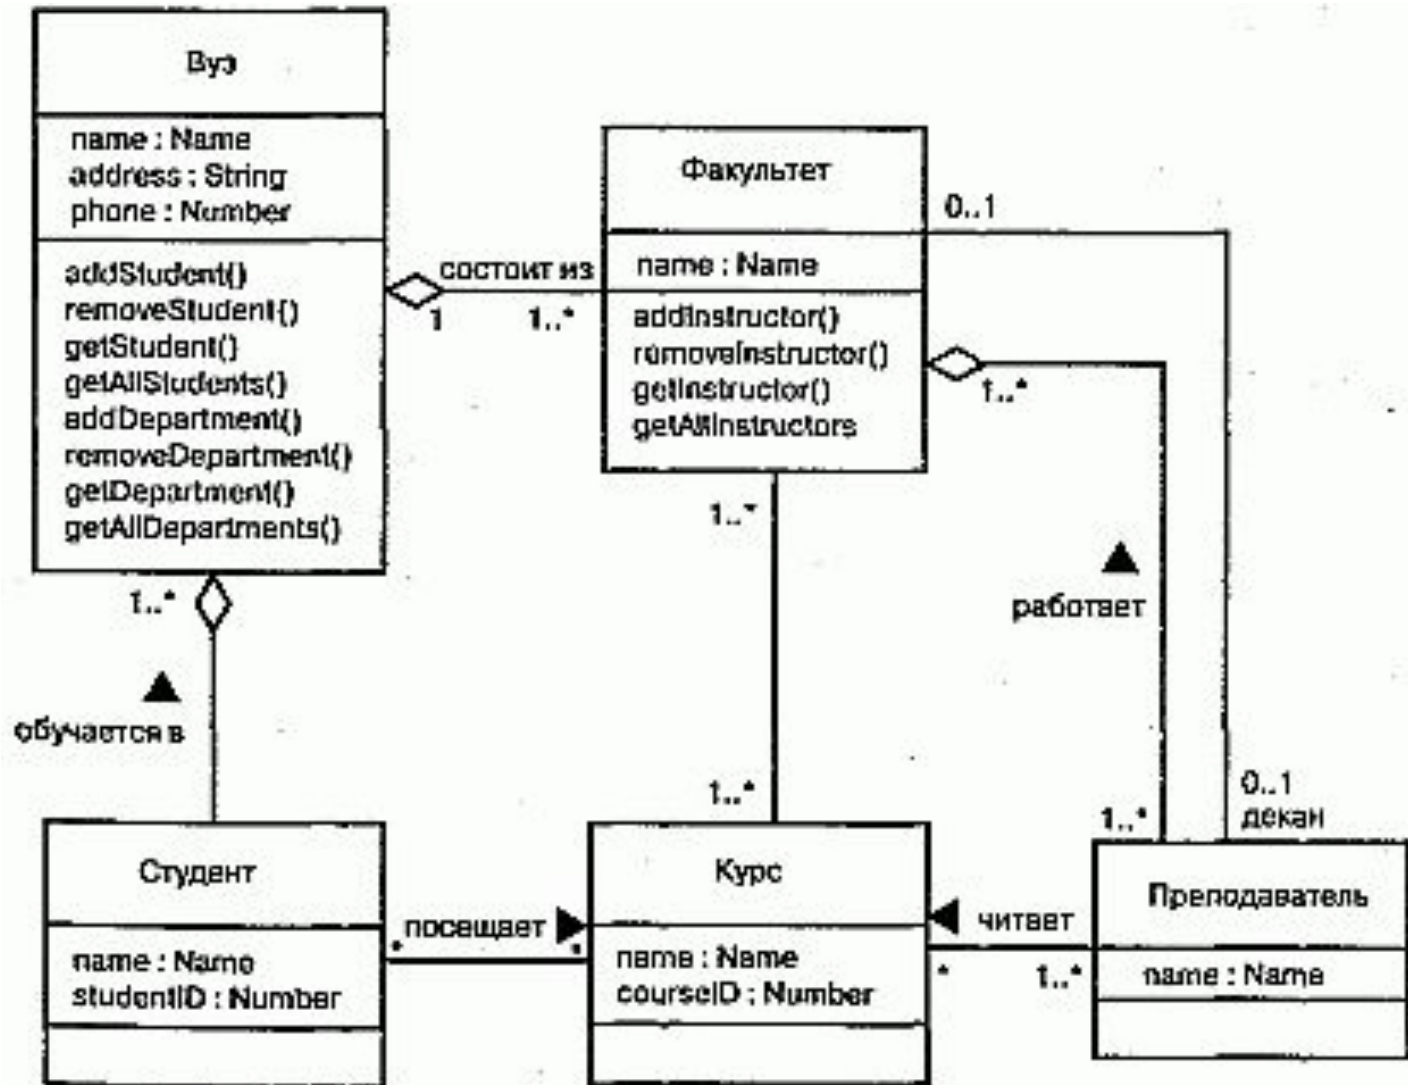 Вуз
name : Name
address : String
phone : Number
addStudent()
removeStudent()
getStudent()
getAllStudents()
addDepartment()
removeDepartment()
getDepartment()
getAllDepartments()
состоит из
1
1..*
Факультет
name : Name
addInstructor()
removeInstructor()
getInstructor()
getAllInstructors
0..1
1..*
1..*
1..*
обучается в
работает
1..*
1..*
0..1
декан
Студент
name : Name
studentID : Number
посещает
*
*
Курс
name : Name
courseID : Number
читает
*
1..*
Преподаватель
name : Name